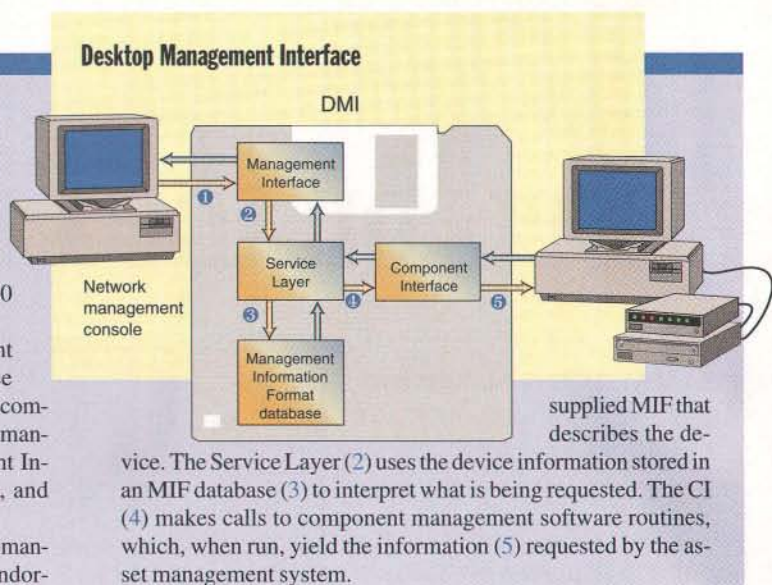 Desktop Management Interface
DMI
Management
Interface
1
2
Service
Layer
Component
Interface
Network
management
console
3
4
5
Management
Information
Format
database
0
nt
e
com-
man-
nt In-
, and
man-
ndor-
supplied MIF that
describes the de-
vice. The Service Layer (2) uses the device information stored in
an MIF database (3) to interpret what is being requested. The CI
(4) makes calls to component management software routines,
which, when run, yield the information (5) requested by the as-
set management system.